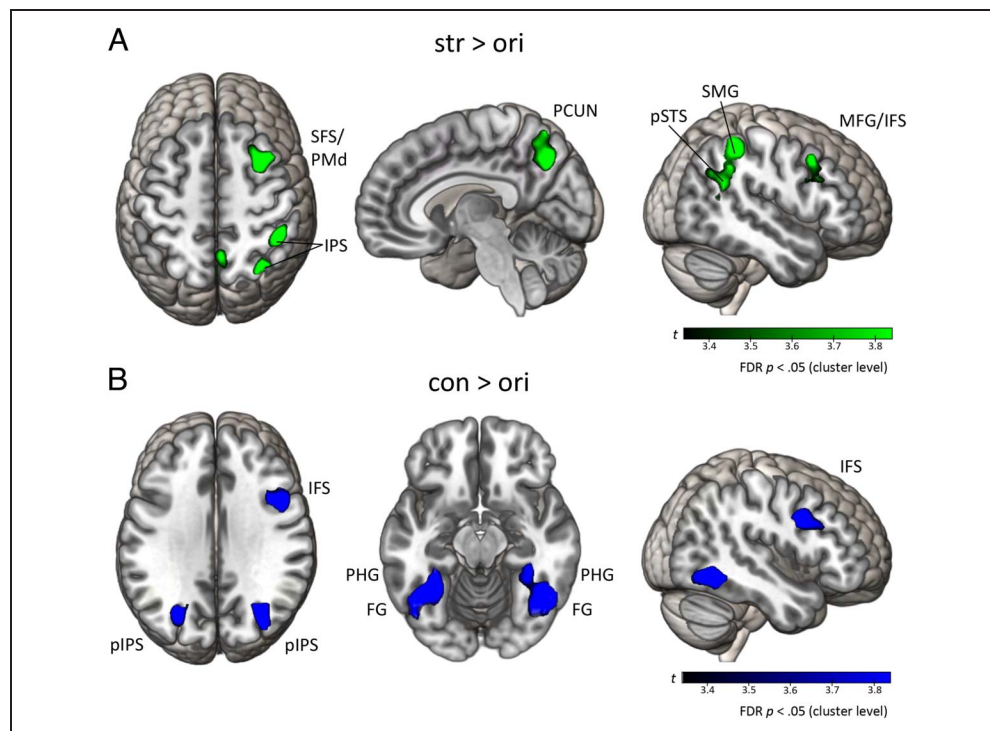 A
str > ori
SFS/
PMd
IPS
PCUN
SMG
pSTS
MFG/IFS
t
3.4 3.5 3.6 3.7 3.8
FDR p < .05 (cluster level)
B
con > ori
IFS
pIPS
pIPS
PHG
FG
PHG
FG
IFS
t
3.4 3.5 3.6 3.7 3.8
FDR p < .05 (cluster level)